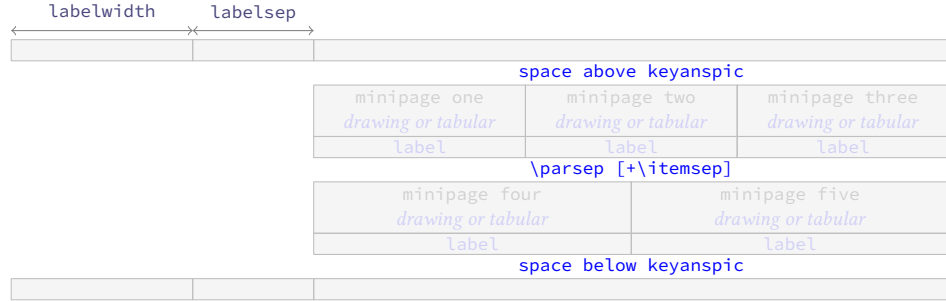 labelwidth labelsep
space above keyanspic
minipage one minipage two minipage three
drawing or tabular drawing or tabular drawing or tabular
label label label
\parsep [+\itemsep]
minipage four minipage five
drawing or tabular drawing or tabular
label label
space below keyanspic